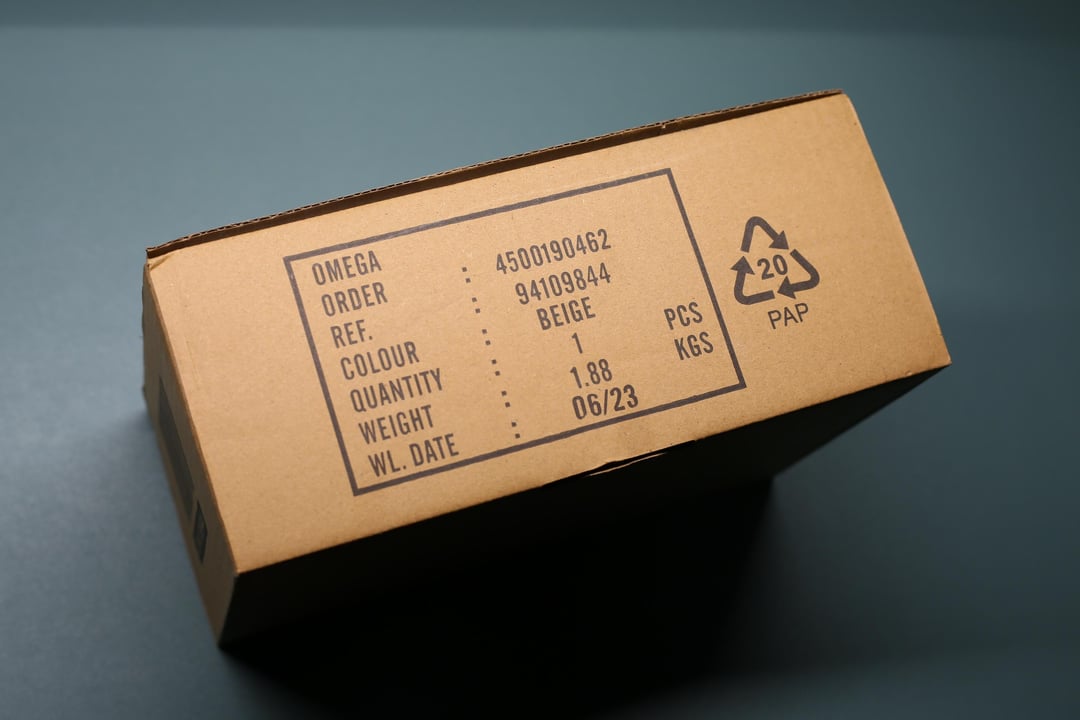 OMEGA
ORDER : 4500190462
REF. : 94109844
COLOUR : BEIGE
QUANTITY : 1 PCS
WEIGHT : 1.88 KGS
WL. DATE : 06/23
20
PAP